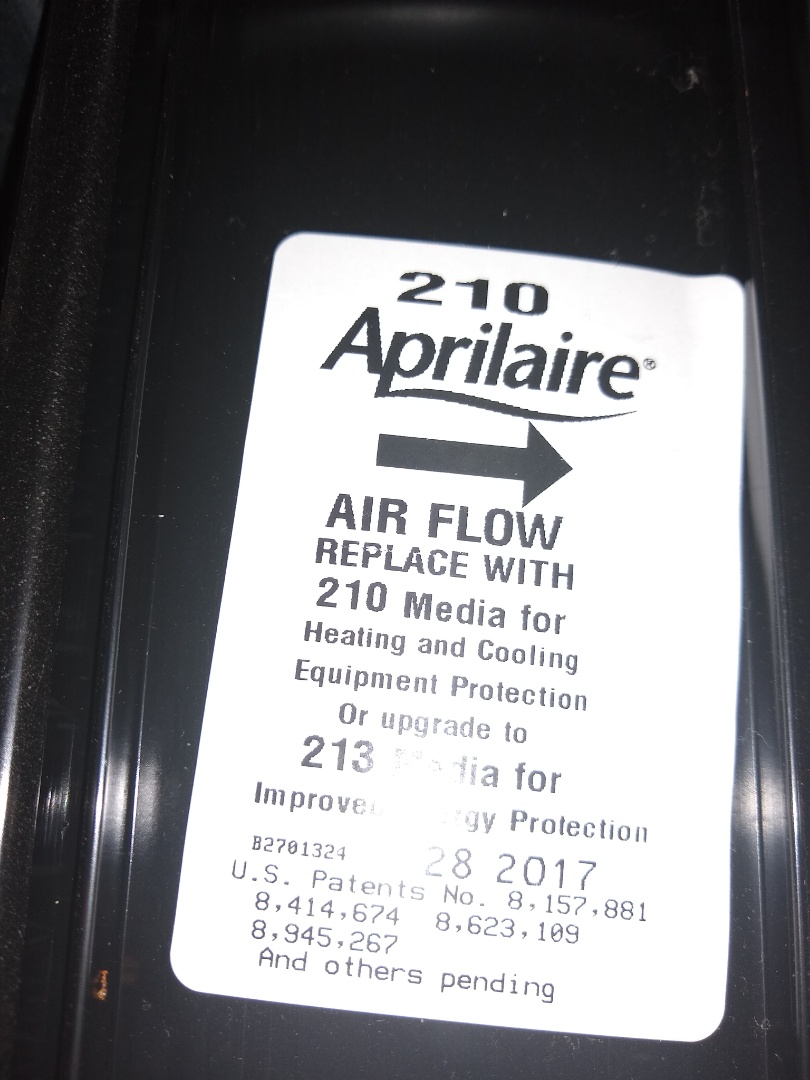 210
Aprilaire®
AIR FLOW
REPLACE WITH
210 Media for
Heating and Cooling
Equipment Protection
Or upgrade to
213 Media for
Protection
B2701324 28 2017
U.S. Patents No. 8,157,881
8,414,674 8,623,109
8,945,267
And others pending